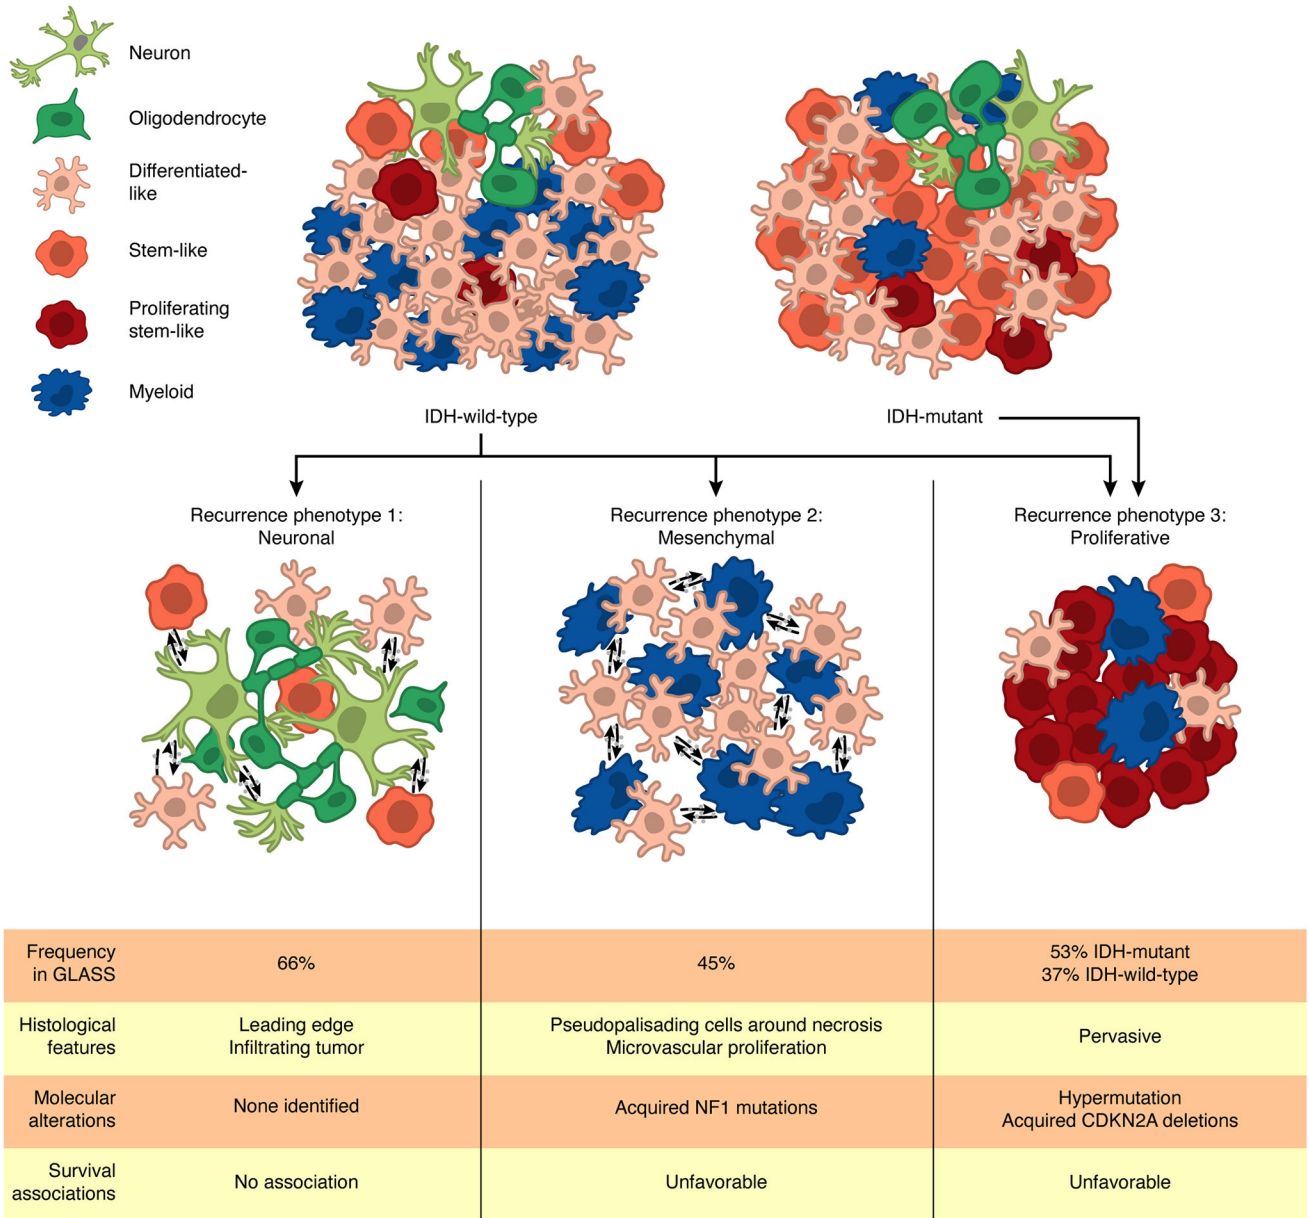 Neuron
Oligodendrocyte
Differentiated-
like
Stem-like
Proliferating
stem-like
Myeloid
IDH-wild-type
IDH-mutant
Recurrence phenotype 1:
Neuronal
Recurrence phenotype 2:
Mesenchymal
Recurrence phenotype 3:
Proliferative
Frequency
in GLASS
66%
45%
53% IDH-mutant
37% IDH-wild-type
Histological
features
Leading edge
Infiltrating tumor
Pseudopalisading cells around necrosis
Microvascular proliferation
Pervasive
Molecular
alterations
None identified
Acquired NF1 mutations
Hypermutation
Acquired CDKN2A deletions
Survival
associations
No association
Unfavorable
Unfavorable